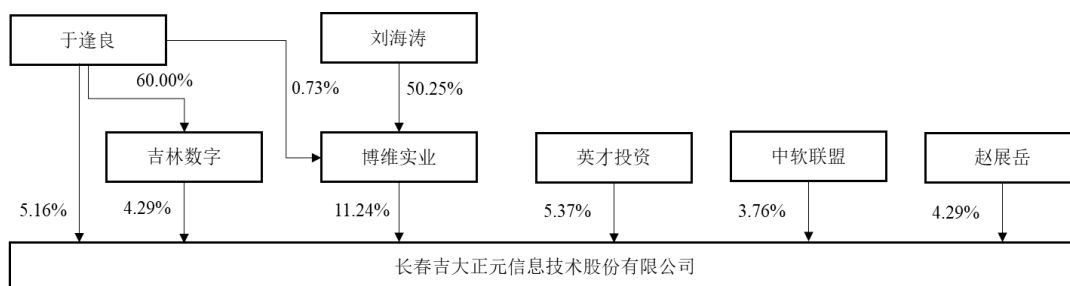 于逢良
刘海涛
60.00%
0.73%
50.25%
吉林数字
博维实业
英才投资
中软联盟
赵展岳
5.16%
4.29%
11.24%
5.37%
3.76%
4.29%
长春吉大正元信息技术股份有限公司